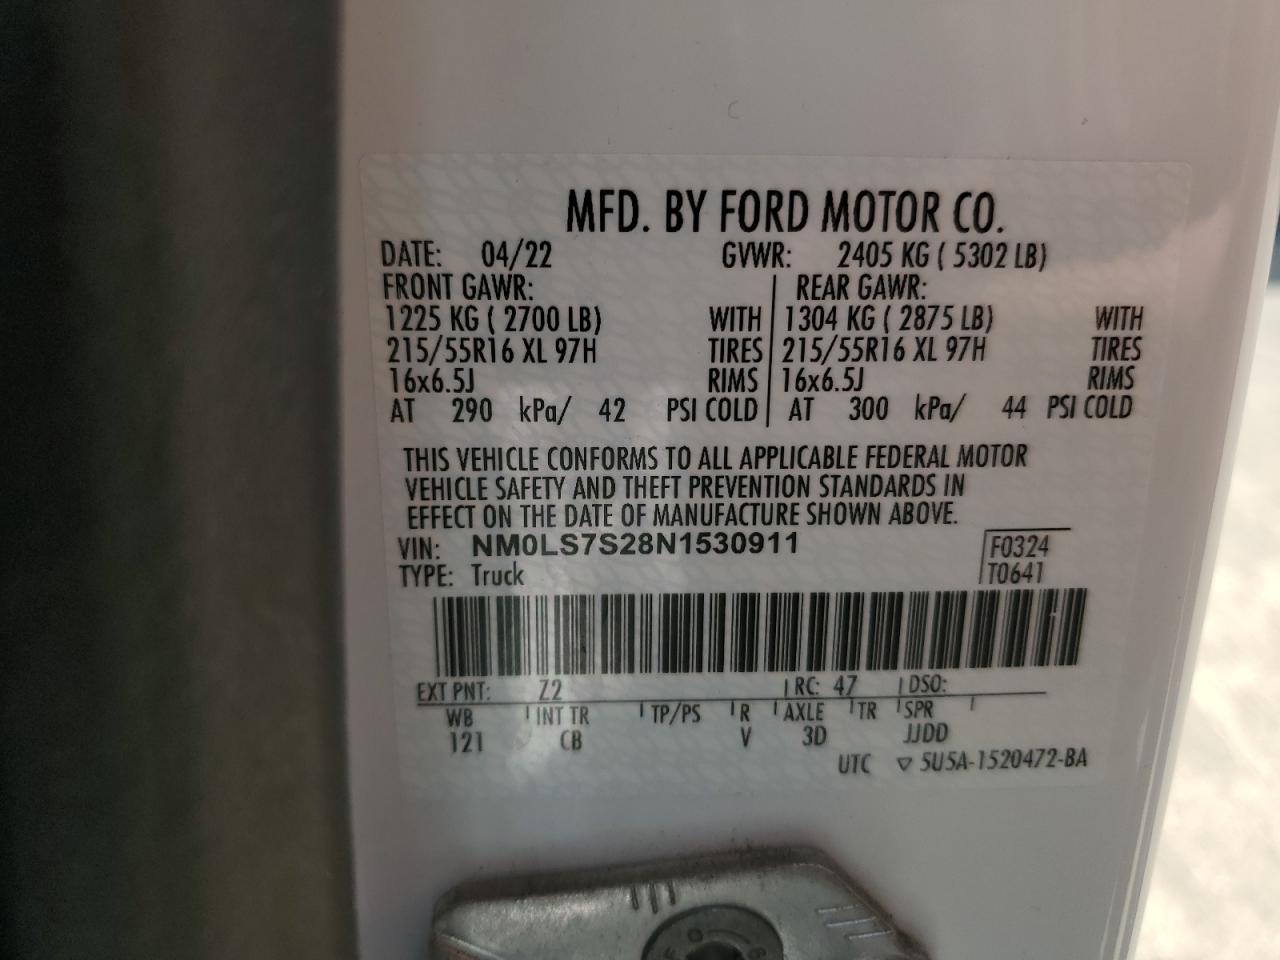 MFD. BY FORD MOTOR CO.
DATE: 04/22 GVWR: 2405 KG ( 5302 LB)
FRONT GAWR: REAR GAWR:
1225 KG ( 2700 LB) WITH 1304 KG ( 2875 LB) WITH
215/55R16 XL 97H TIRES 215/55R16 XL 97H TIRES
16x6.5J RIMS 16x6.5J RIMS
AT 290 kPa/ 42 PSI COLD AT 300 kPa/ 44 PSI COLD
THIS VEHICLE CONFORMS TO ALL APPLICABLE FEDERAL MOTOR
VEHICLE SAFETY AND THEFT PREVENTION STANDARDS IN
EFFECT ON THE DATE OF MANUFACTURE SHOWN ABOVE.
VIN: NM0LS7S28N1530911 F0324
TYPE: Truck T0641
EXT PNT: Z2 RC: 47 DSO:
WB INT TR TP/PS R AXLE TR SPR
121 CB V 3D JJDD
UTC ▽ 5U5A-1520472-BA